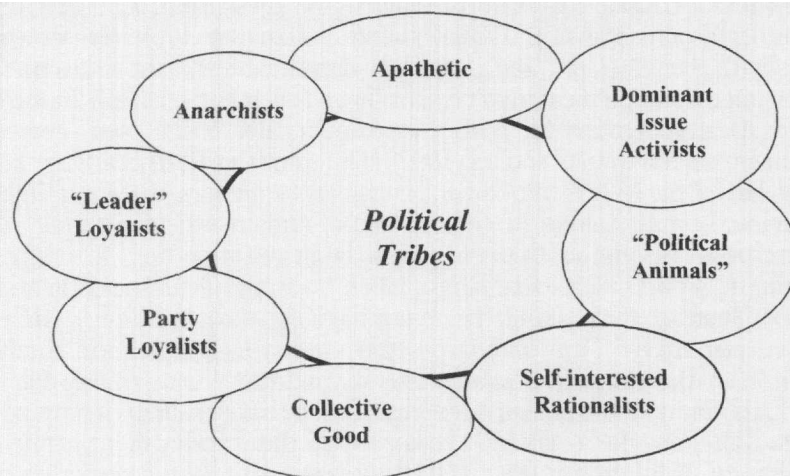 Apathetic
Dominant
Issue
Activists
“Political
Animals”
Self-interested
Rationalists
Collective
Good
Party
Loyalists
“Leader”
Loyalists
Anarchists
Political
Tribes